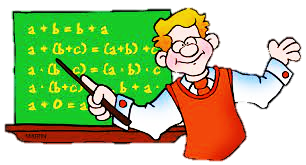 a + b = b + a
a + (b+c) = (a+b) +c
a · (b · c) = (a · b) · c
a · (b+c) b + a ·
a + 0 = a